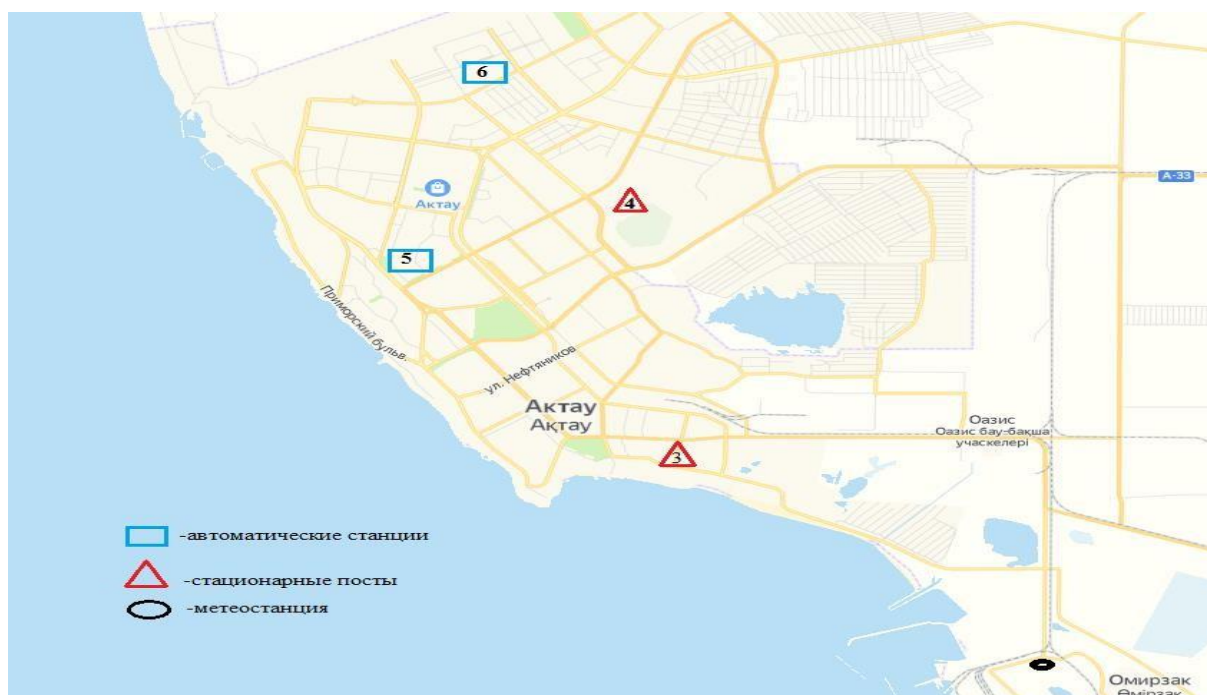 6
4
А-33
Актау
5
Приморский бульв.
ул. Нефтяников
Актау
Ақтау
Оазис
Оазис бау-бақша
учаскелері
3
-автоматические станции
-стационарные посты
-метеостанция
Омирзак
Өмірзак